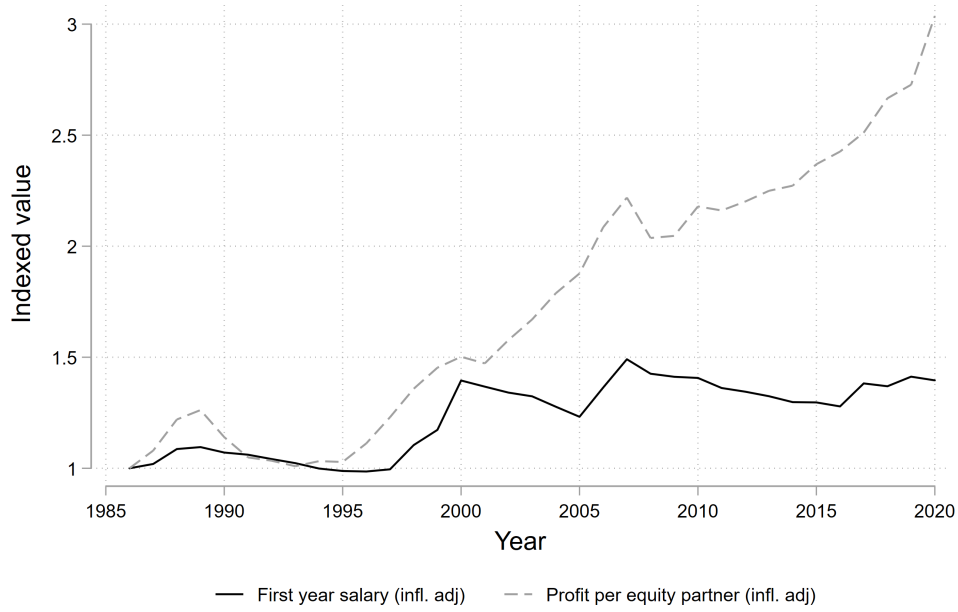 3
2.5
2
1.5
1
Indexed value
1985 1990 1995 2000 2005 2010 2015 2020
Year
First year salary (infl. adj) Profit per equity partner (infl. adj)